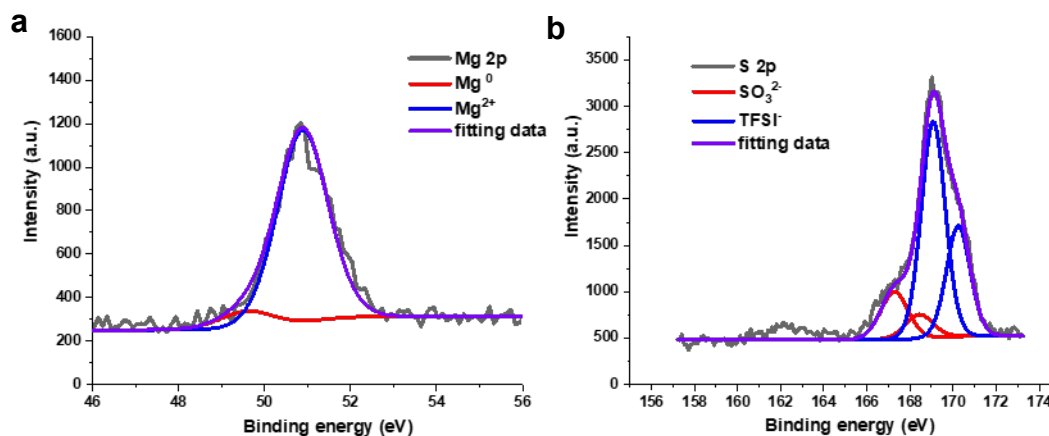 a
1600
1400
1200
1000
800
600
400
200
0
46 48 50 52 54 56
Intensity (a.u.)
Binding energy (eV)
Mg 2p
Mg⁰
Mg²⁺
fitting data
b
3500
3000
2500
2000
1500
1000
500
0
156 158 160 162 164 166 168 170 172 174
Intensity (a.u.)
Binding energy (eV)
S 2p
SO₃²⁻
TFSI⁻
fitting data